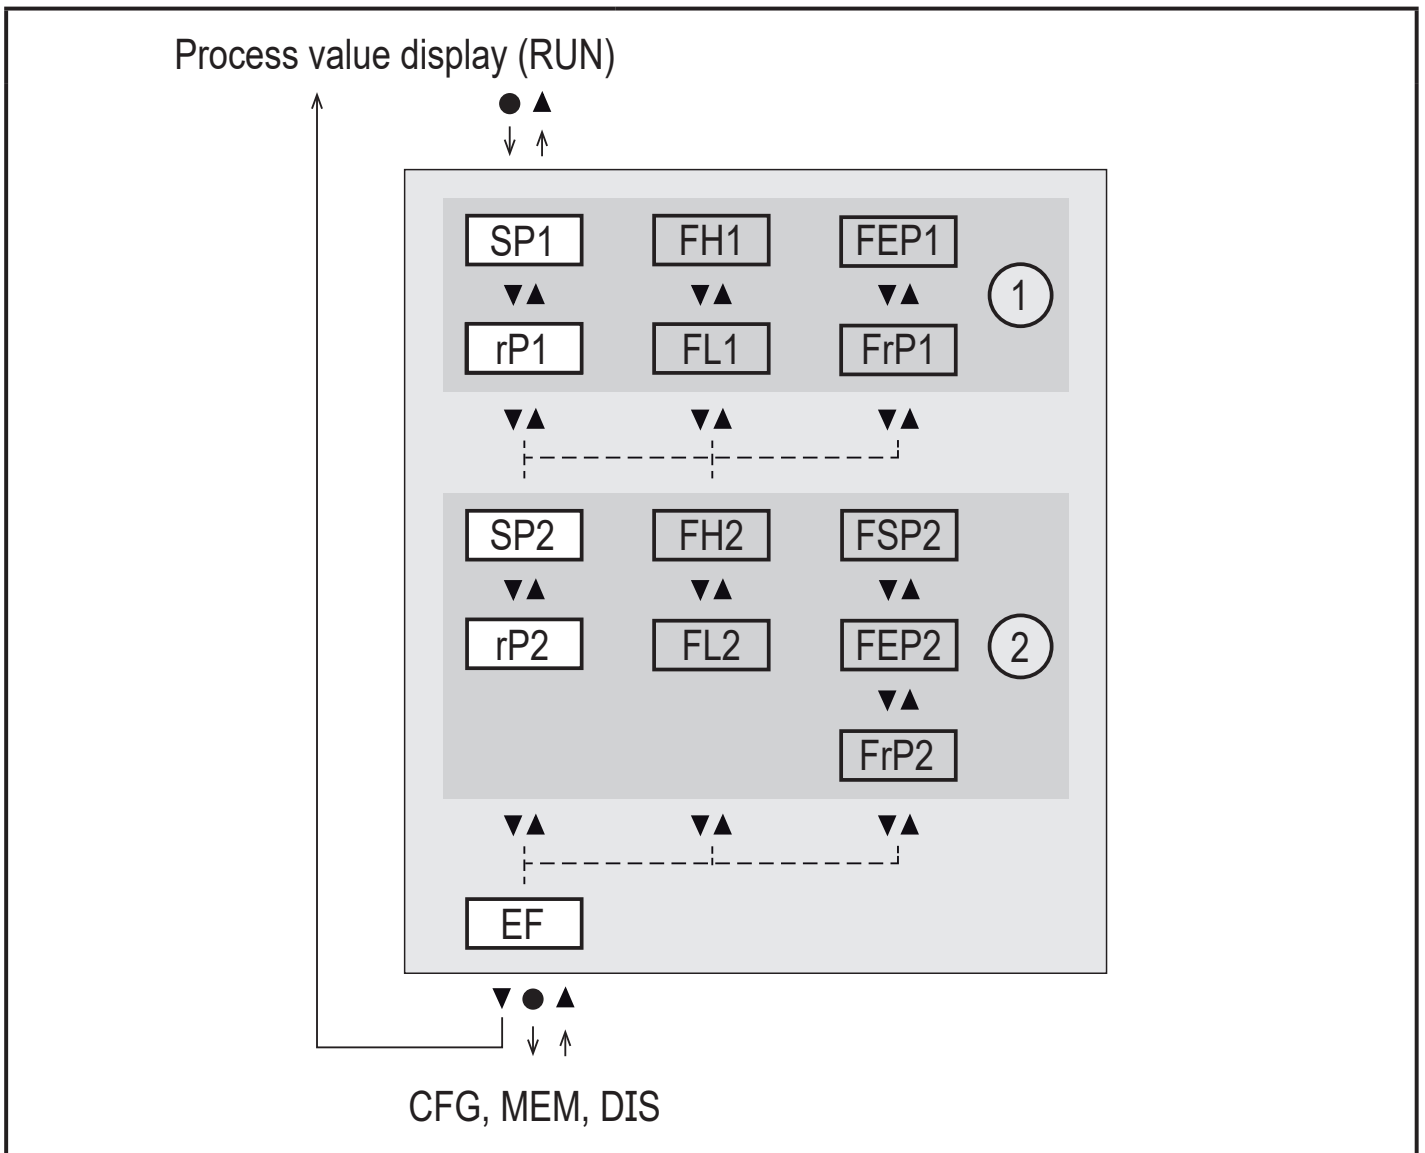 Process value display (RUN)
SP1 FH1 FEP1
1
rP1 FL1 FrP1
SP2 FH2 FSP2
rP2 FL2 FEP2 2
FrP2
EF
CFG, MEM, DIS